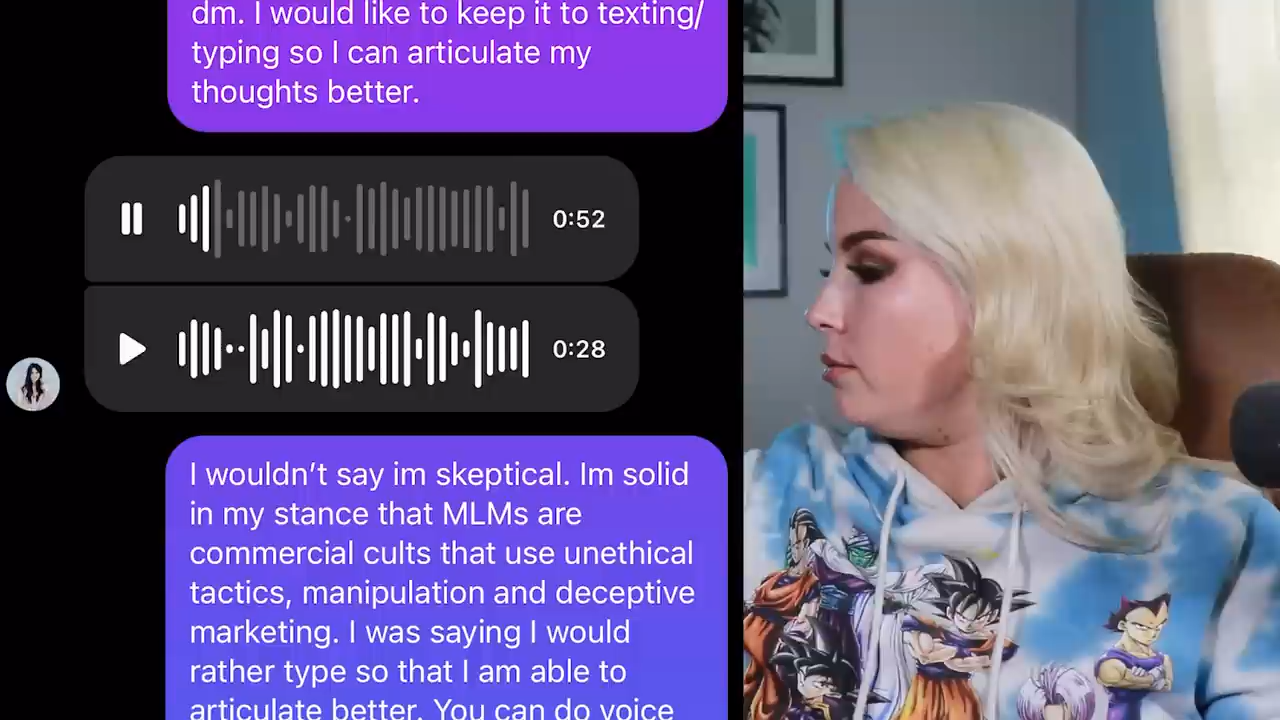 dm. I would like to keep it to texting/
typing so I can articulate my
thoughts better.
0:52
0:28
I wouldn’t say im skeptical. Im solid
in my stance that MLMs are
commercial cults that use unethical
tactics, manipulation and deceptive
marketing. I was saying I would
rather type so that I am able to
articulate better. You can do voice